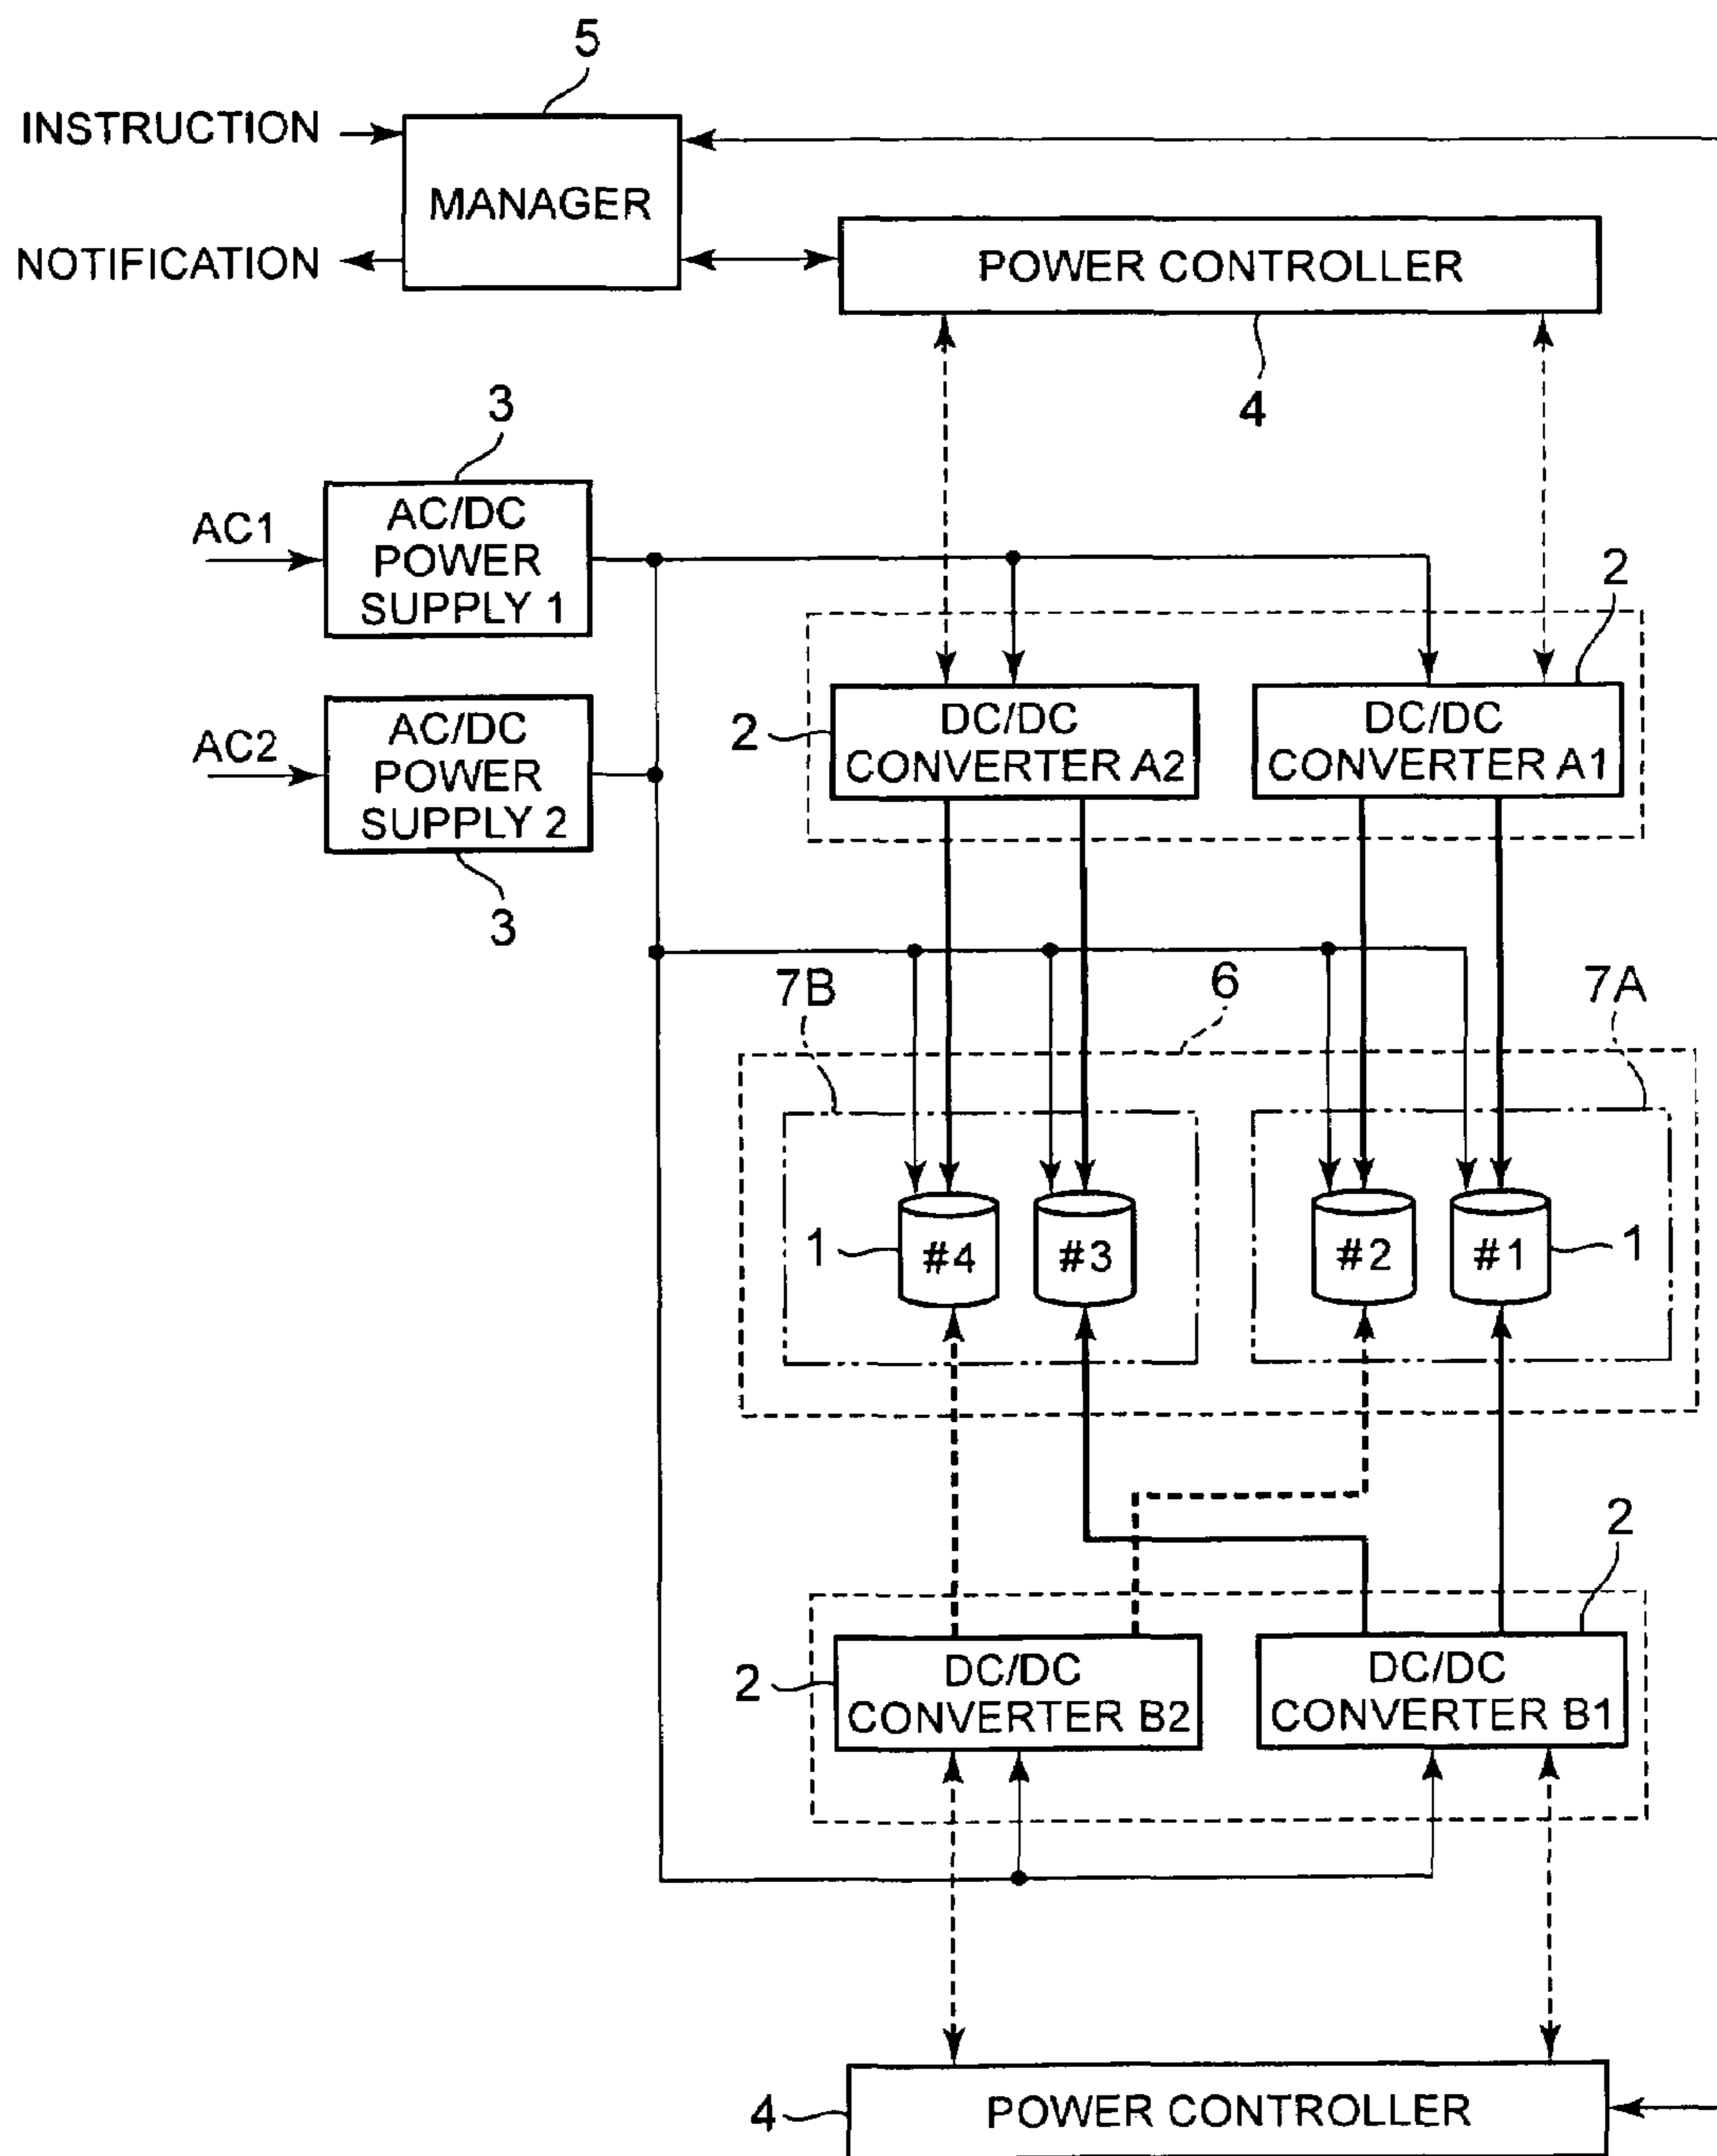 5
INSTRUCTION
MANAGER
NOTIFICATION
POWER CONTROLLER
4
3
AC1
AC/DC
POWER
SUPPLY 1
2
AC2
AC/DC
POWER
SUPPLY 2
3
2
DC/DC
CONVERTER A2
DC/DC
CONVERTER A1
7B
6
7A
1
#4
#3
#2
#1
1
2
2
DC/DC
CONVERTER B2
DC/DC
CONVERTER B1
4
POWER CONTROLLER